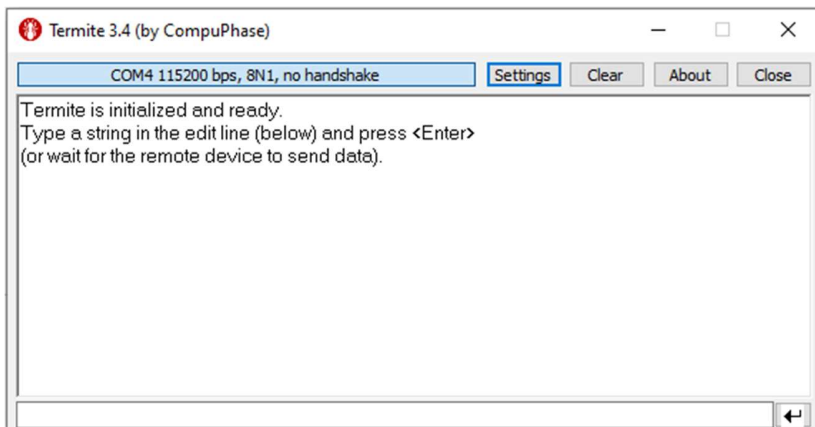 Termite 3.4 (by CompuPhase)
COM4 115200 bps, 8N1, no handshake Settings Clear About Close
Termite is initialized and ready.
Type a string in the edit line (below) and press <Enter>
(or wait for the remote device to send data).